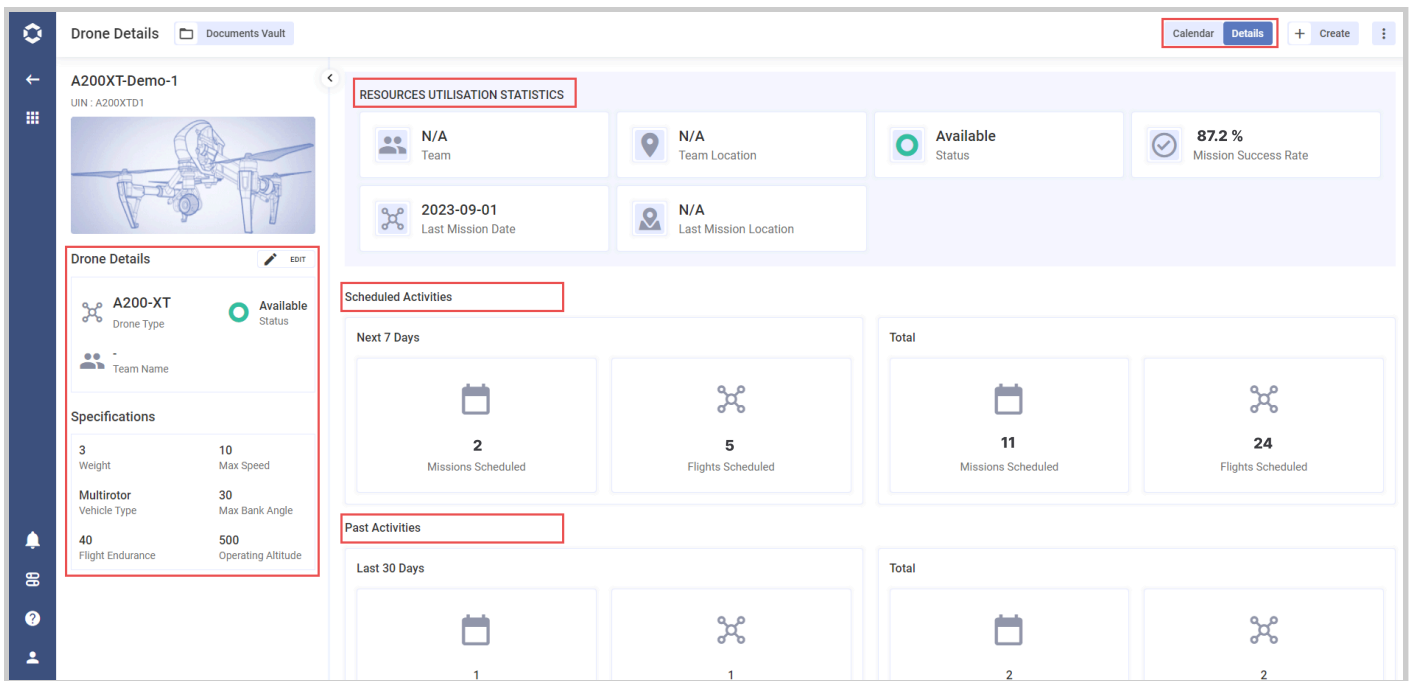 Drone Details
Documents Vault
Calendar
Details
+ Create
A200XT-Demo-1
UIN : A200XTD1
Drone Details
EDIT
A200-XT
Drone Type
Available
Status
-
Team Name
Specifications
3
Weight
10
Max Speed
Multirotor
Vehicle Type
30
Max Bank Angle
40
Flight Endurance
500
Operating Altitude
RESOURCES UTILISATION STATISTICS
N/A
Team
N/A
Team Location
Available
Status
87.2 %
Mission Success Rate
2023-09-01
Last Mission Date
N/A
Last Mission Location
Scheduled Activities
Next 7 Days
2
Missions Scheduled
5
Flights Scheduled
Total
11
Missions Scheduled
24
Flights Scheduled
Past Activities
Last 30 Days
1
1
Total
2
2